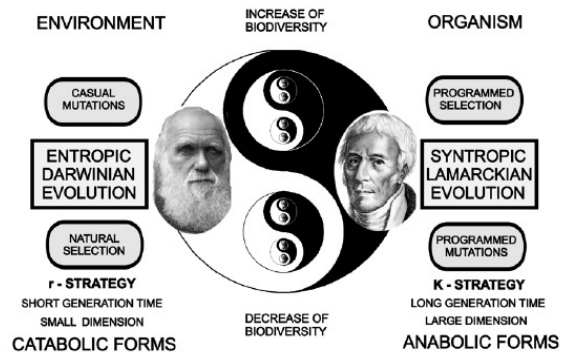 ENVIRONMENT
INCREASE OF
BIODIVERSITY
ORGANISM
CASUAL
MUTATIONS
PROGRAMMED
SELECTION
ENTROPIC
DARWINIAN
EVOLUTION
SYNTROPIC
LAMARCKIAN
EVOLUTION
NATURAL
SELECTION
PROGRAMMED
MUTATIONS
r - STRATEGY
SHORT GENERATION TIME
SMALL DIMENSION
CATABOLIC FORMS
DECREASE OF
BIODIVERSITY
K - STRATEGY
LONG GENERATION TIME
LARGE DIMENSION
ANABOLIC FORMS